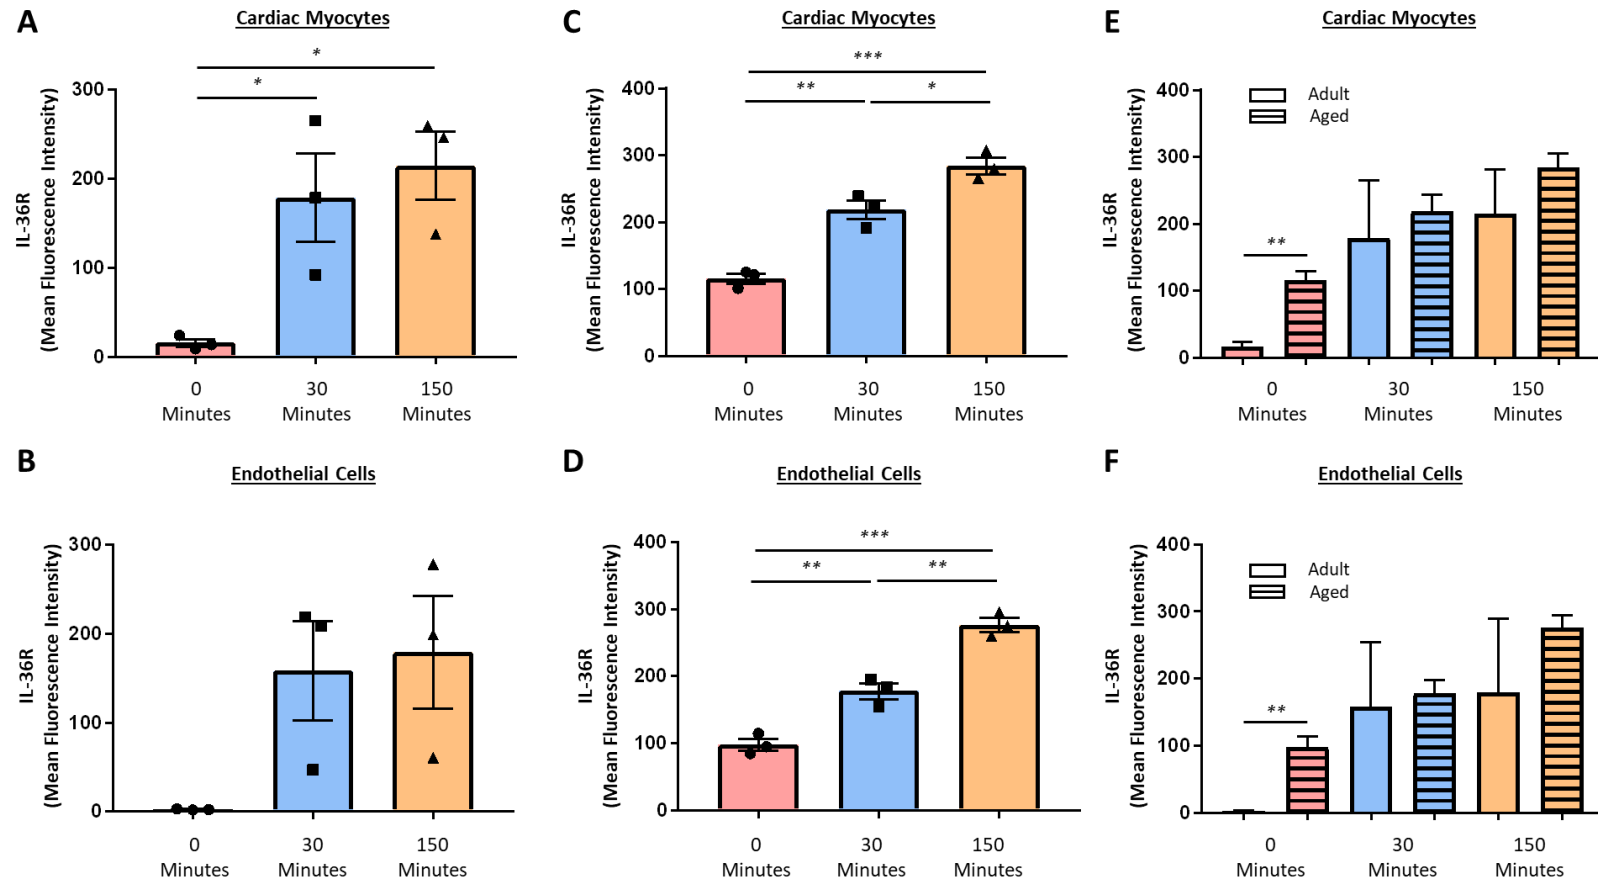 A
Cardiac Myocytes
*
*
300
200
100
0
IL-36R
(Mean Fluorescence Intensity)
0
Minutes
30
Minutes
150
Minutes
C
Cardiac Myocytes
***
**
*
400
300
200
100
0
IL-36R
(Mean Fluorescence Intensity)
0
Minutes
30
Minutes
150
Minutes
E
Cardiac Myocytes
Adult
Aged
**
400
300
200
100
0
IL-36R
(Mean Fluorescence Intensity)
0
Minutes
30
Minutes
150
Minutes
B
Endothelial Cells
300
200
100
0
IL-36R
(Mean Fluorescence Intensity)
0
Minutes
30
Minutes
150
Minutes
D
Endothelial Cells
***
**
**
400
300
200
100
0
IL-36R
(Mean Fluorescence Intensity)
0
Minutes
30
Minutes
150
Minutes
F
Endothelial Cells
Adult
Aged
**
400
300
200
100
0
IL-36R
(Mean Fluorescence Intensity)
0
Minutes
30
Minutes
150
Minutes